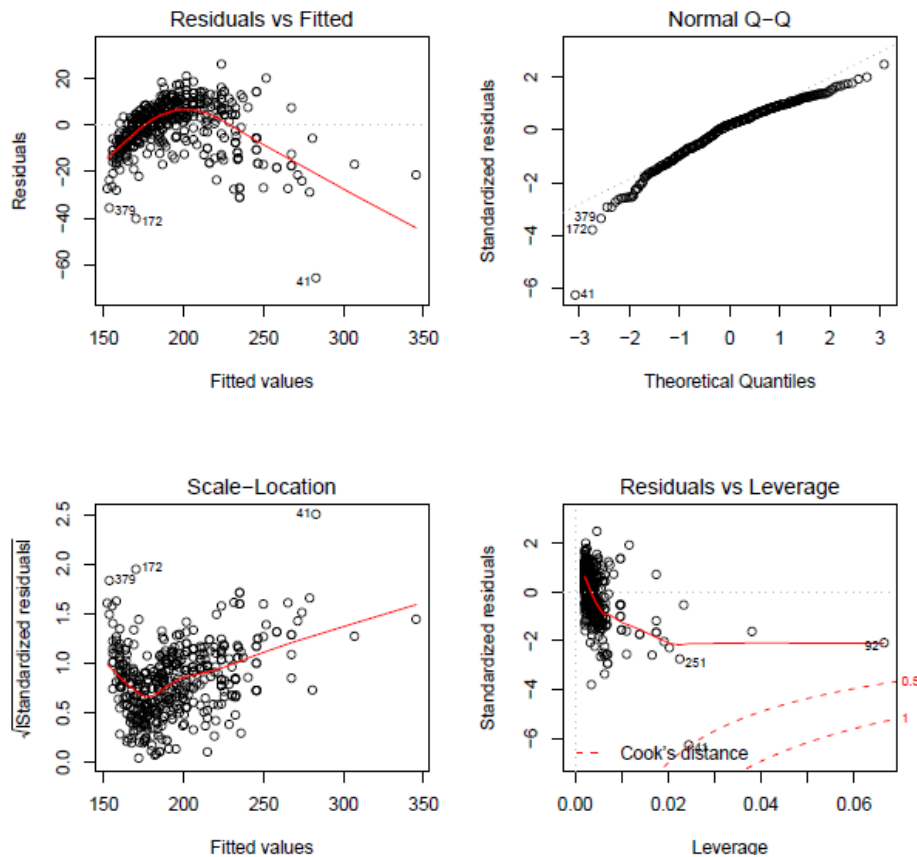 Residuals vs Fitted
Residuals
20
0
−20
−40
−60
379
172
41
150 200 250 300 350
Fitted values
Normal Q−Q
Standardized residuals
2
0
−2
−4
−6
379
172
41
−3 −2 −1 0 1 2 3
Theoretical Quantiles
Scale−Location
√|Standardized residuals|
2.5
2.0
1.5
1.0
0.5
0.0
41
172
379
150 200 250 300 350
Fitted values
Residuals vs Leverage
Standardized residuals
2
0
−2
−4
−6
92
251
0.5
1
41
Cook's distance
0.00 0.02 0.04 0.06
Leverage